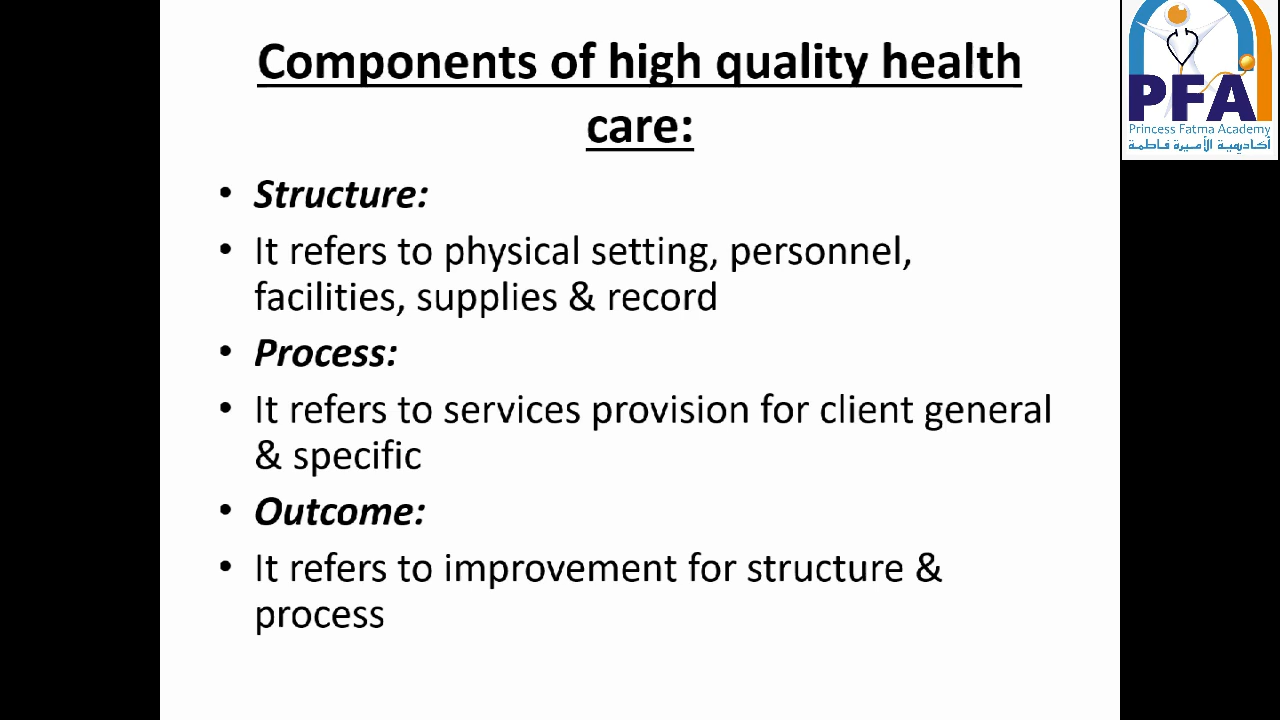 Components of high quality health
care:
• Structure:
• It refers to physical setting, personnel,
facilities, supplies & record
• Process:
• It refers to services provision for client general
& specific
• Outcome:
• It refers to improvement for structure &
process
PFA
Princess Fatma Academy
أكاديمية الأميرة فاطمة